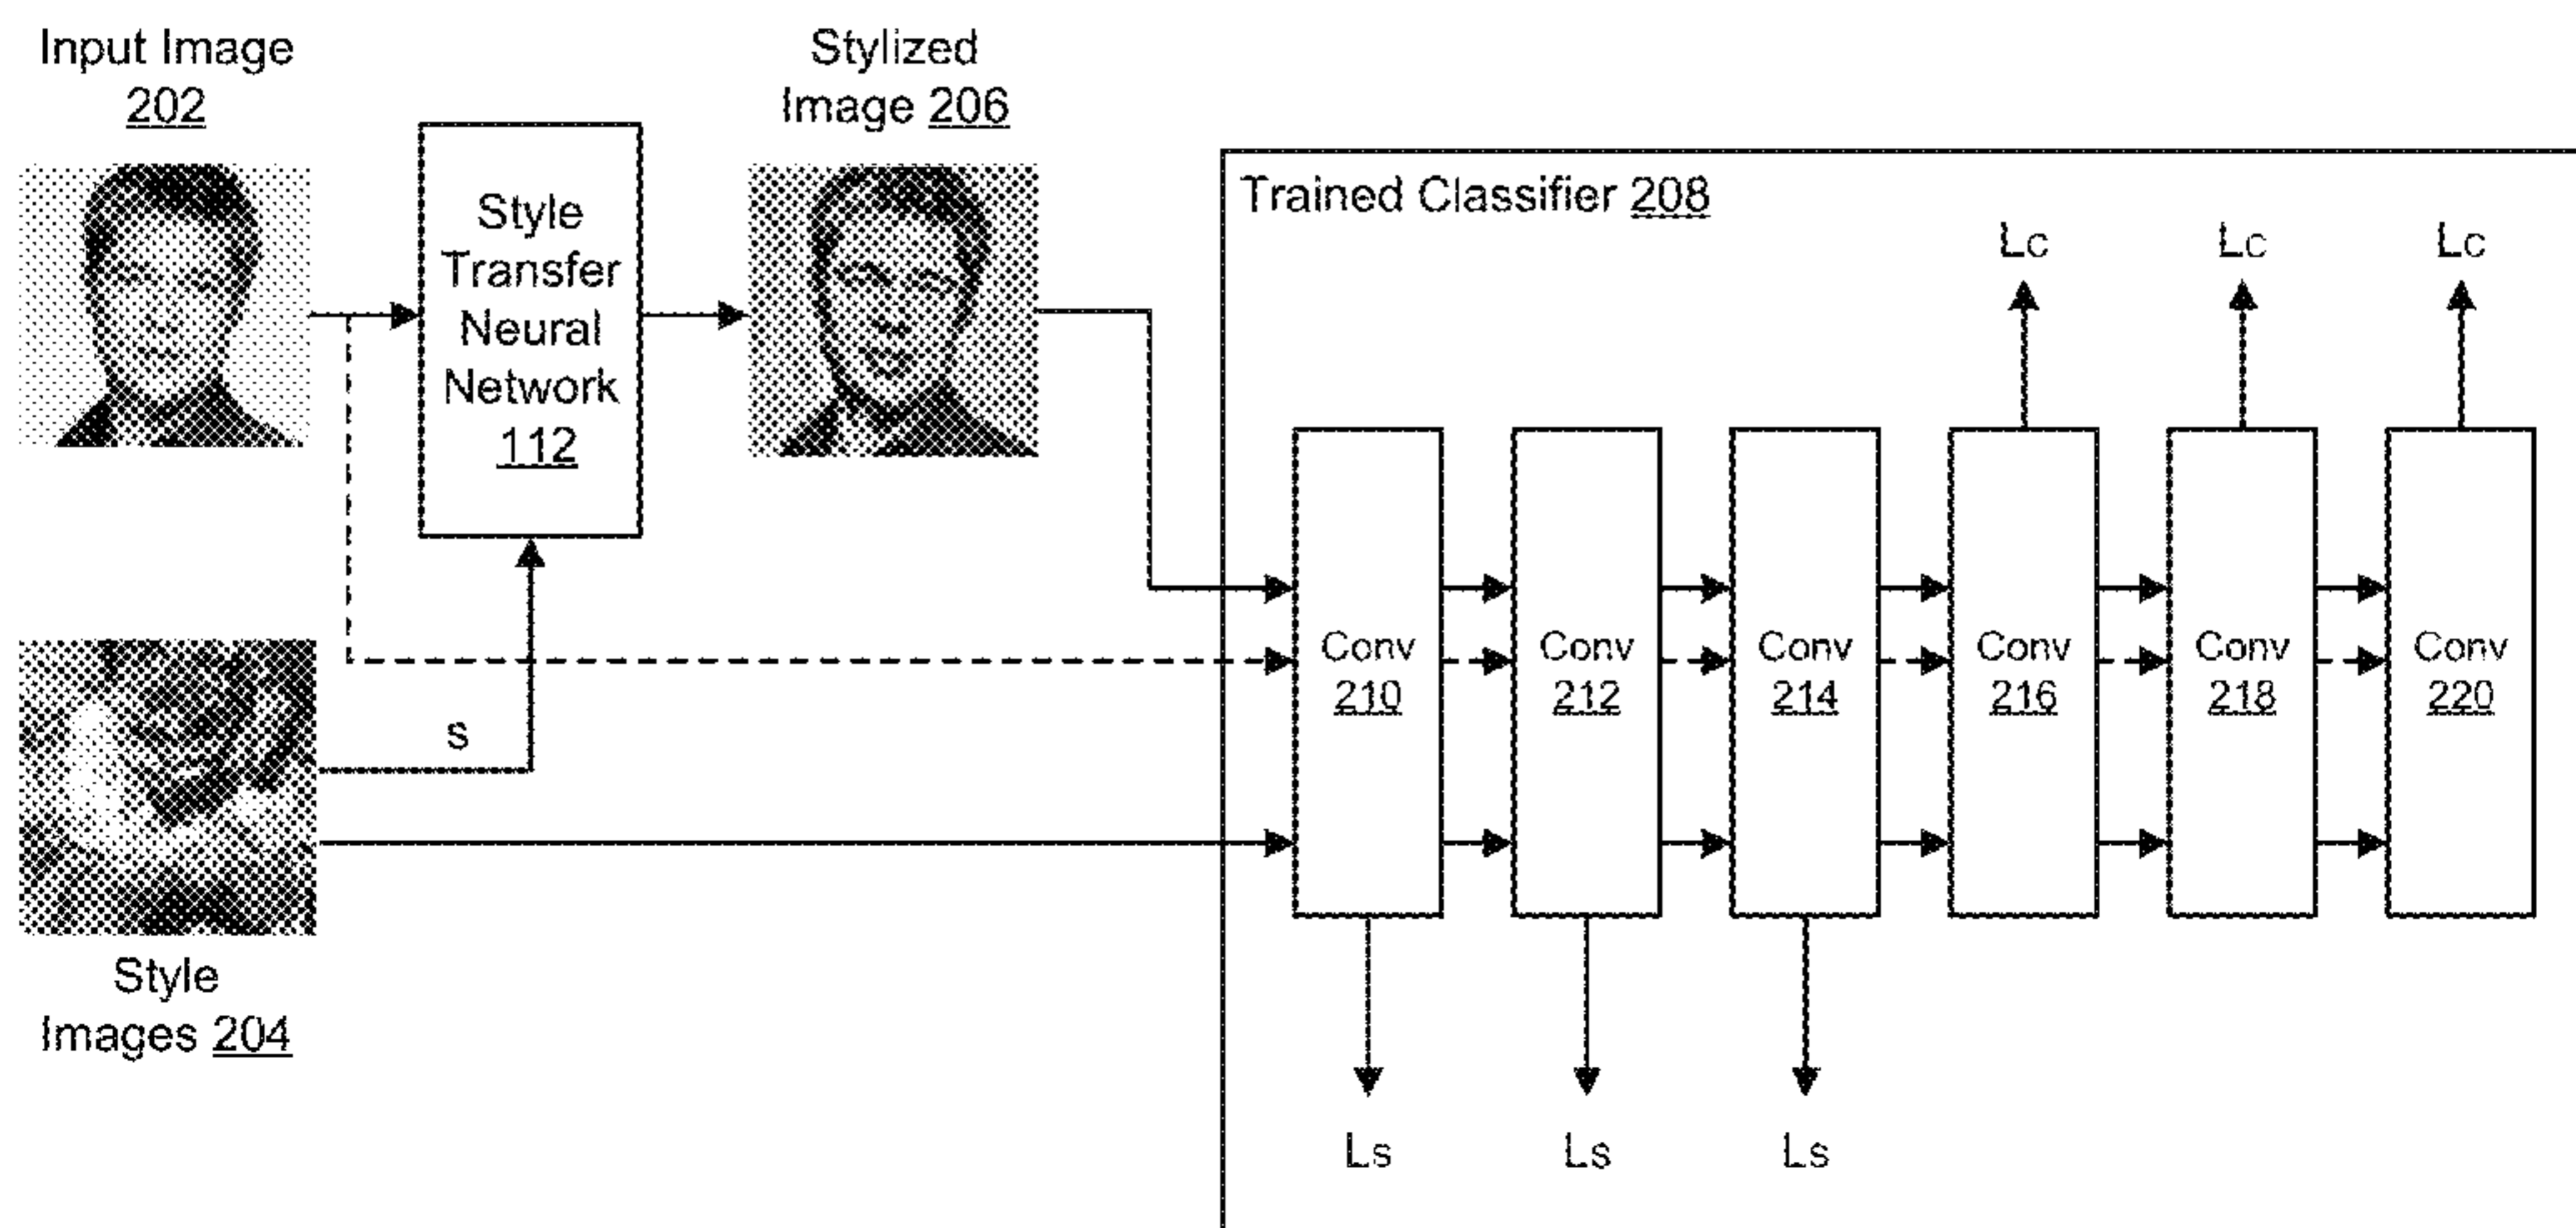 Input Image
202
Stylized
Image 206
Style
Transfer
Neural
Network
112
Trained Classifier 208
Lc
Lc
Lc
Conv
210
Conv
212
Conv
214
Conv
216
Conv
218
Conv
220
s
Style
Images 204
Ls
Ls
Ls